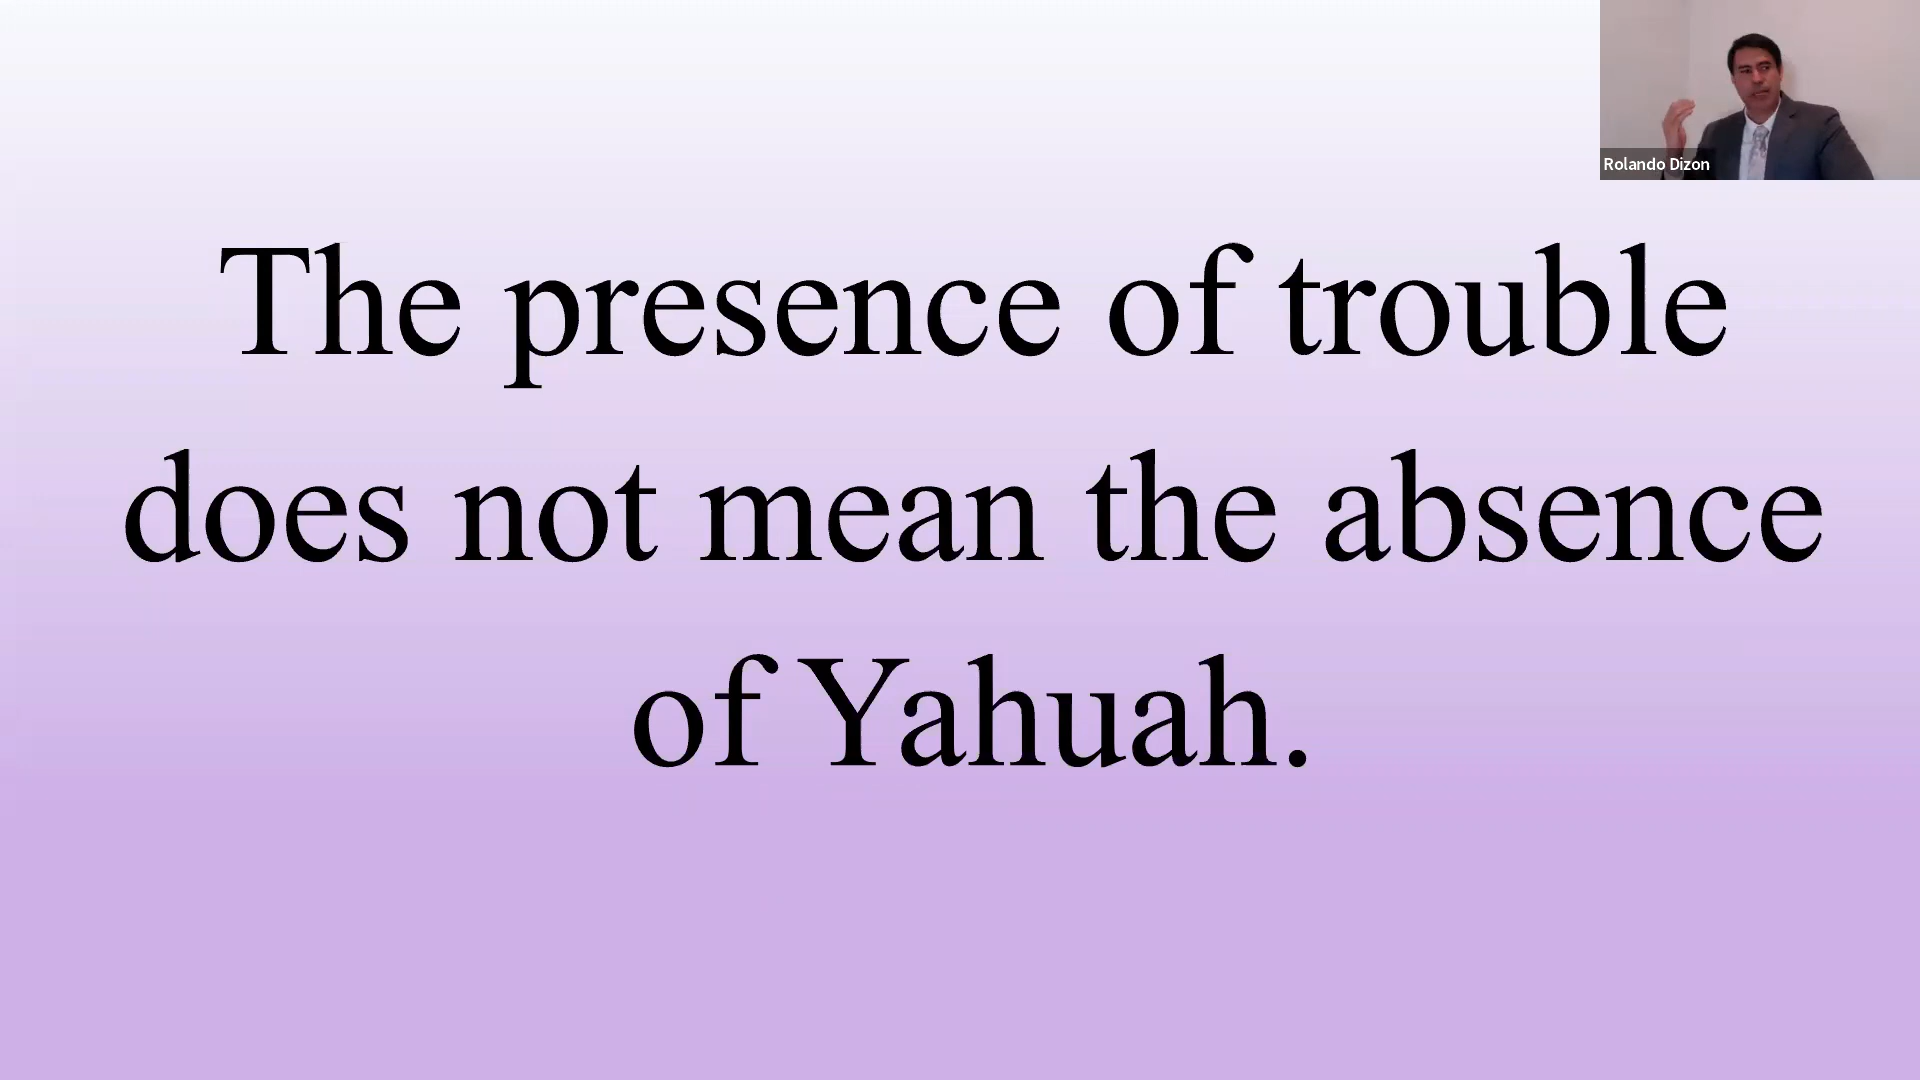 Rolando Dizon
The presence of trouble
does not mean the absence
of Yahuah.